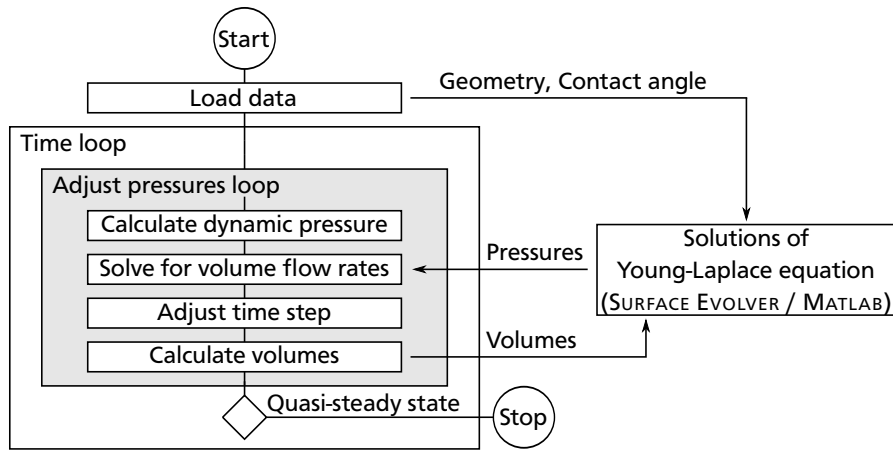 Start
Load data
Geometry, Contact angle
Time loop
Adjust pressures loop
Calculate dynamic pressure
Solve for volume flow rates
Pressures
Solutions of
Young-Laplace equation
(SURFACE EVOLVER / MATLAB)
Adjust time step
Calculate volumes
Volumes
Quasi-steady state
Stop